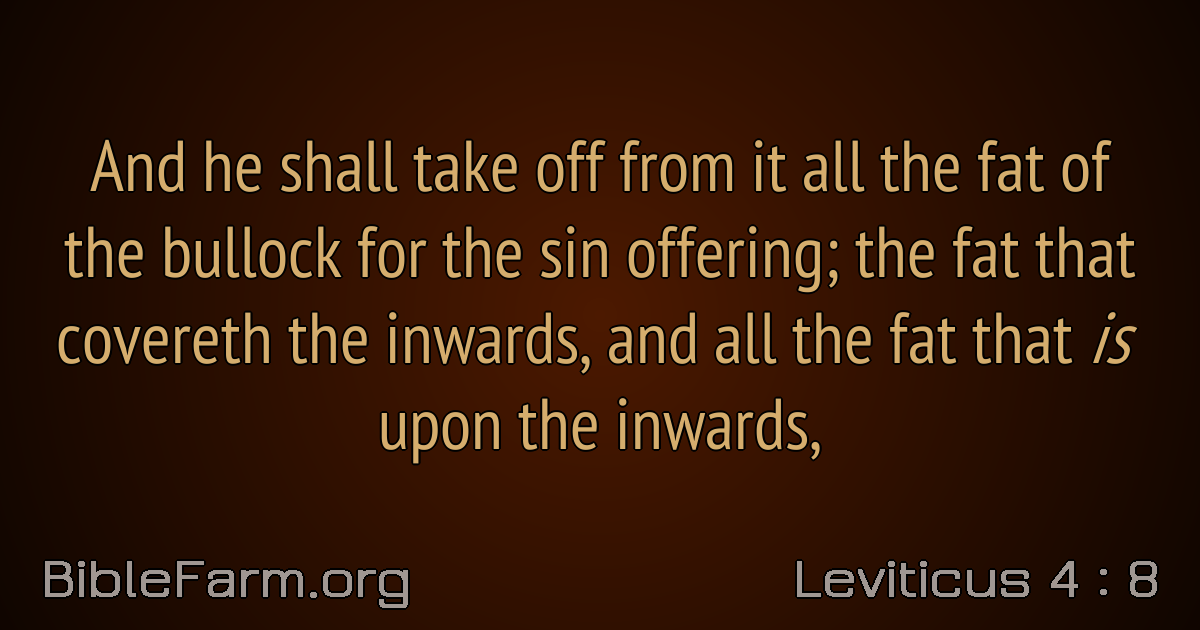 And he shall take off from it all the fat of
the bullock for the sin offering; the fat that
covereth the inwards, and all the fat that is
upon the inwards,
BibleFarm.org
Leviticus 4 : 8